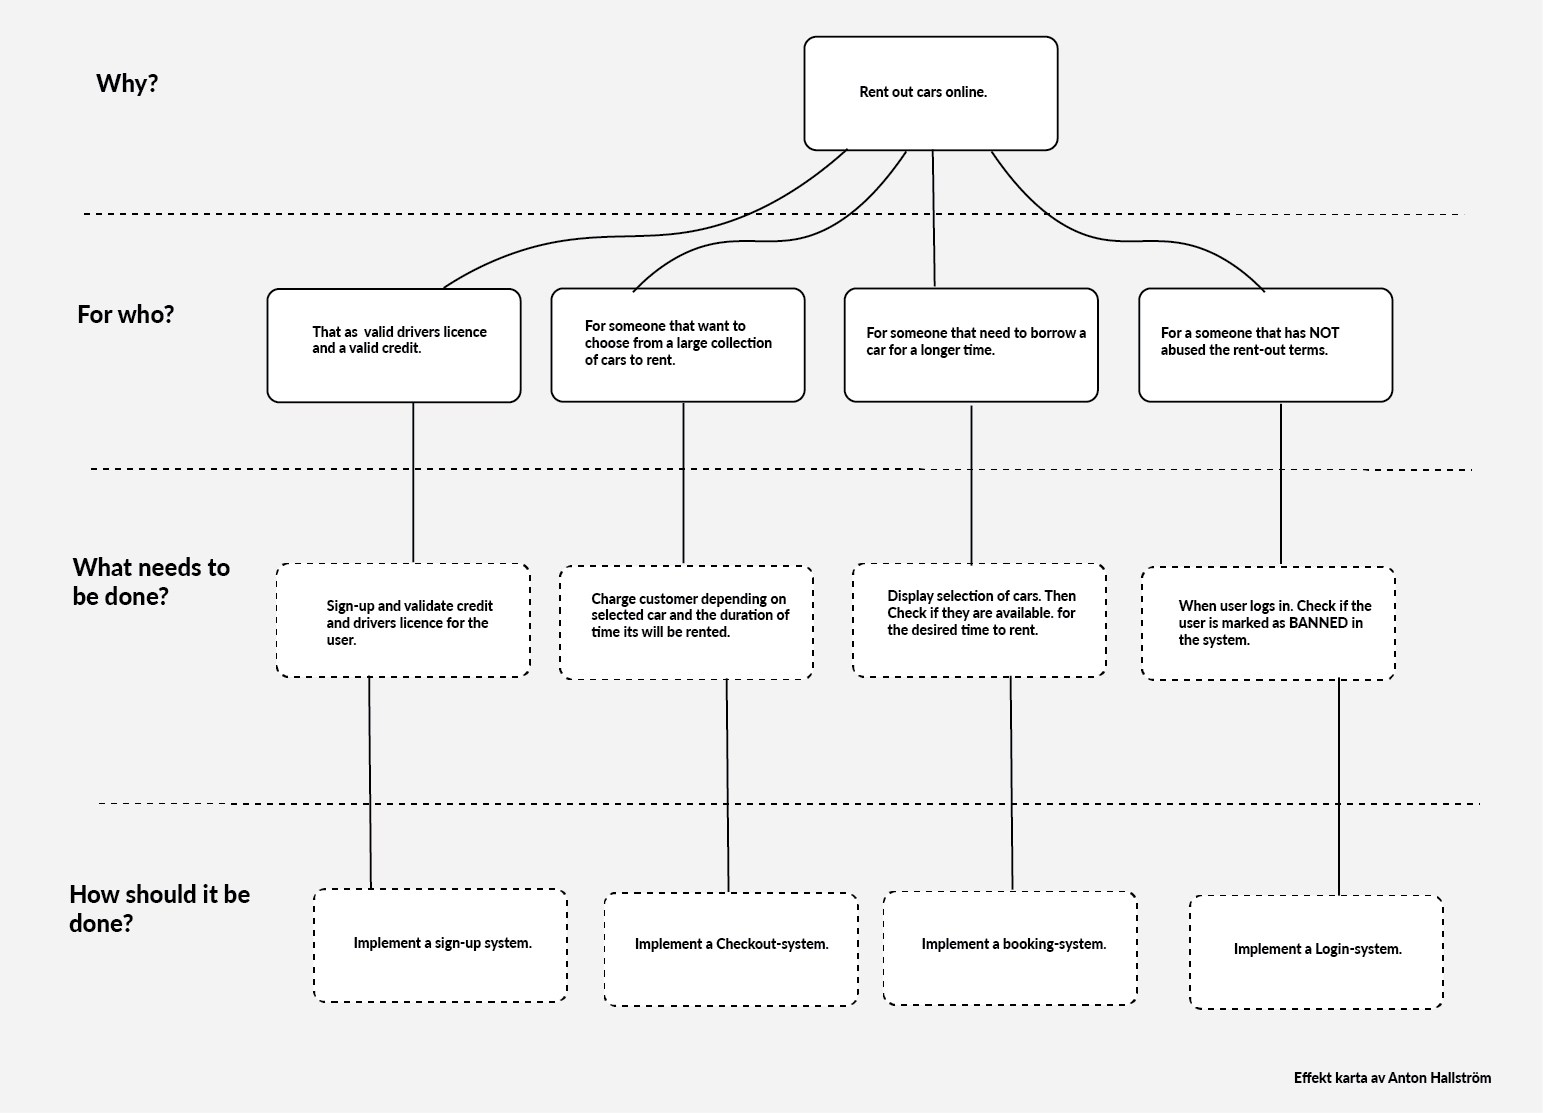 Why?
Rent out cars online.
For who?
That as  valid drivers licence
and a valid credit.
For someone that want to
choose from a large collection
of cars to rent.
For someone that need to borrow a
car for a longer time.
For a someone that has NOT
abused the rent-out terms.
What needs to
be done?
Sign-up and validate credit
and drivers licence for the
user.
Charge customer depending on
selected car and the duration of
time its will be rented.
Display selection of cars. Then
Check if they are available. for
the desired time to rent.
When user logs in. Check if the
user is marked as BANNED in
the system.
How should it be
done?
Implement a sign-up system.
Implement a Checkout-system.
Implement a booking-system.
Implement a Login-system.
Effekt karta av Anton Hallström